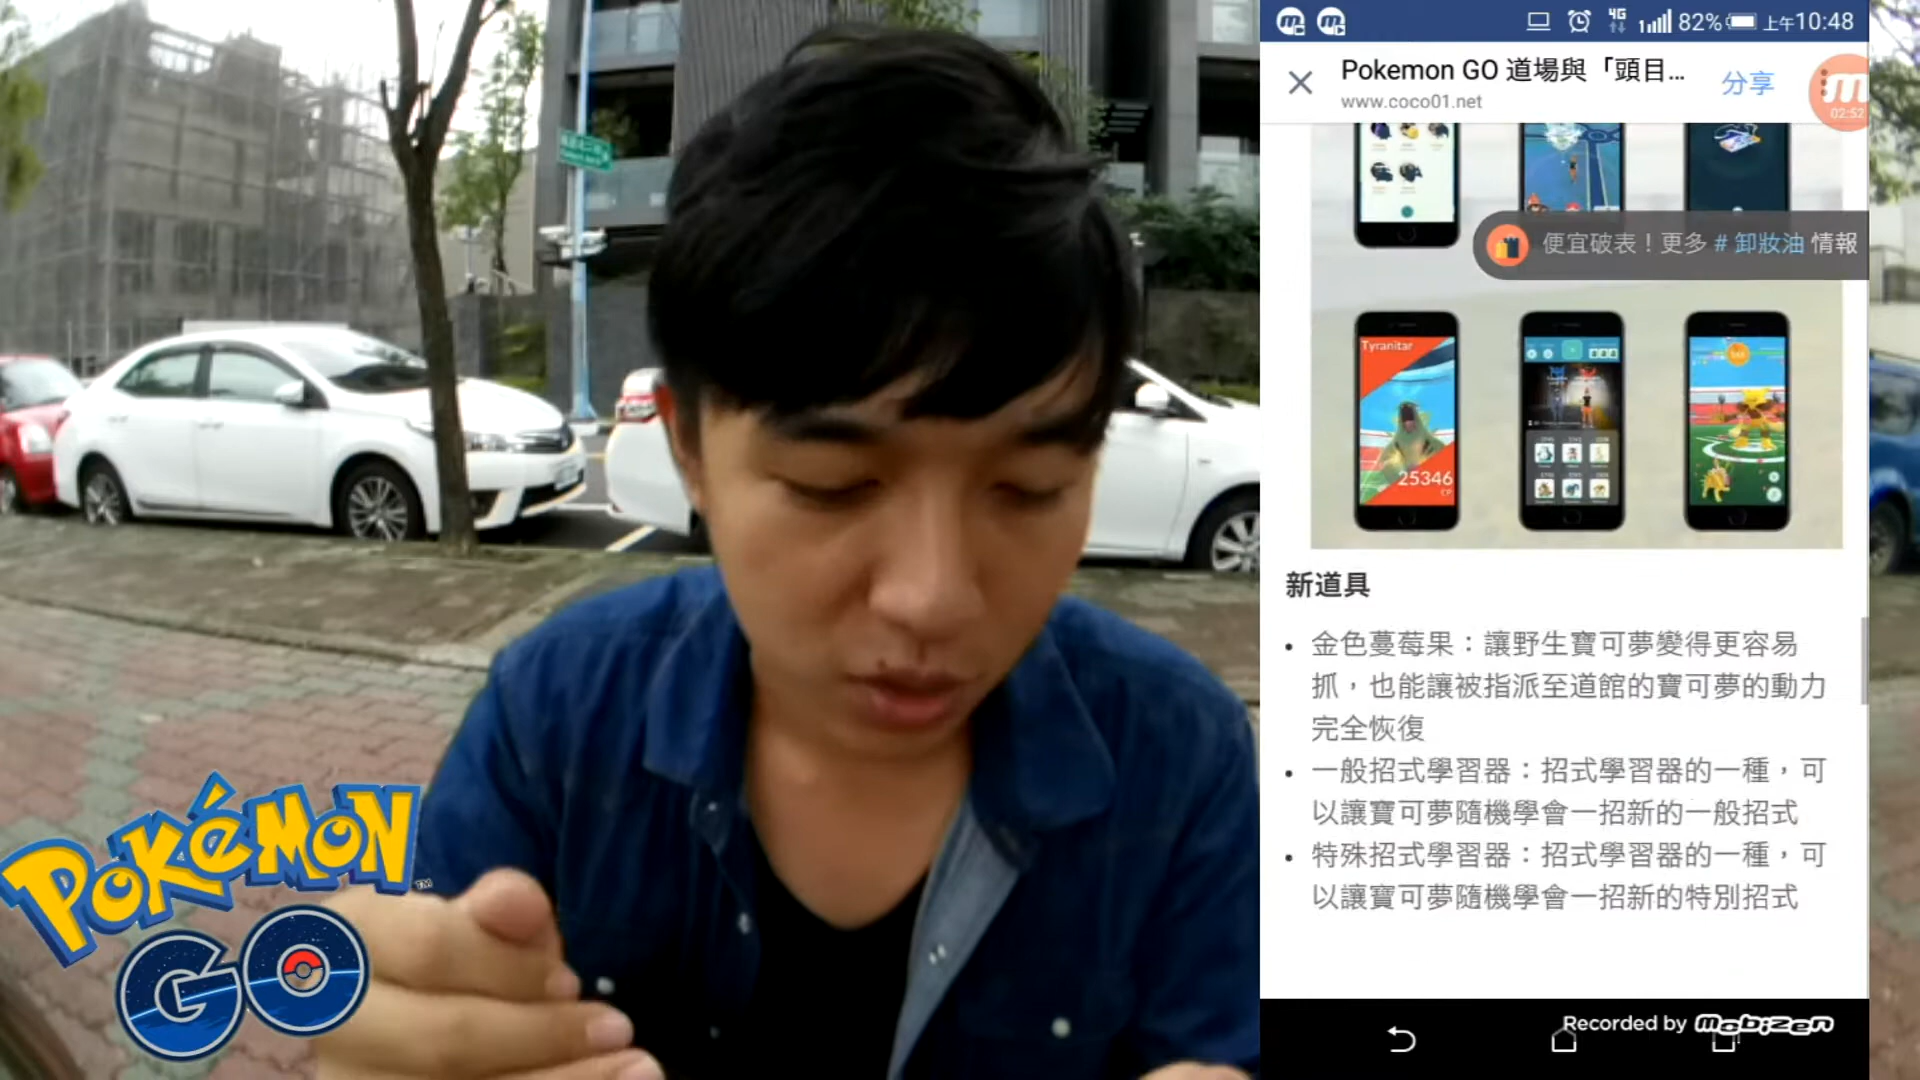 82% 上午10:48
4G
Pokemon GO 道場與「頭目...
分享
www.coco01.net
02:52
便宜破表！更多 # 卸妝油 情報
Tyranitar
25346
CP
新道具
金色蔓莓果：讓野生寶可夢變得更容易
抓，也能讓被指派至道館的寶可夢的動力
完全恢復
一般招式學習器：招式學習器的一種，可
以讓寶可夢隨機學會一招新的一般招式
特殊招式學習器：招式學習器的一種，可
以讓寶可夢隨機學會一招新的特別招式
POKéMON
TM
GO
Recorded by mobizen